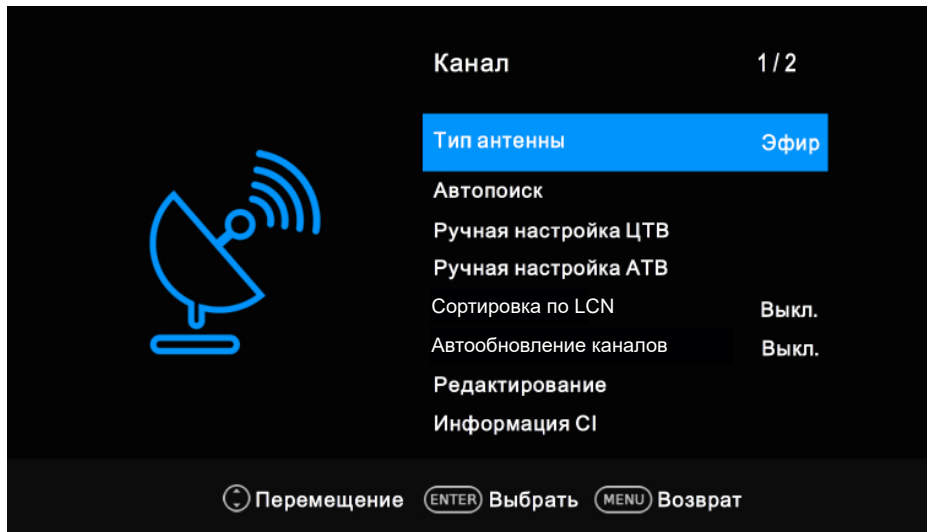 Канал 1/2
Тип антенны Эфир
Автопоиск
Ручная настройка ЦТВ
Ручная настройка АТВ
Сортировка по LCN Выкл.
Автообновление каналов Выкл.
Редактирование
Информация CI
Перемещение ENTER Выбрать MENU Возврат